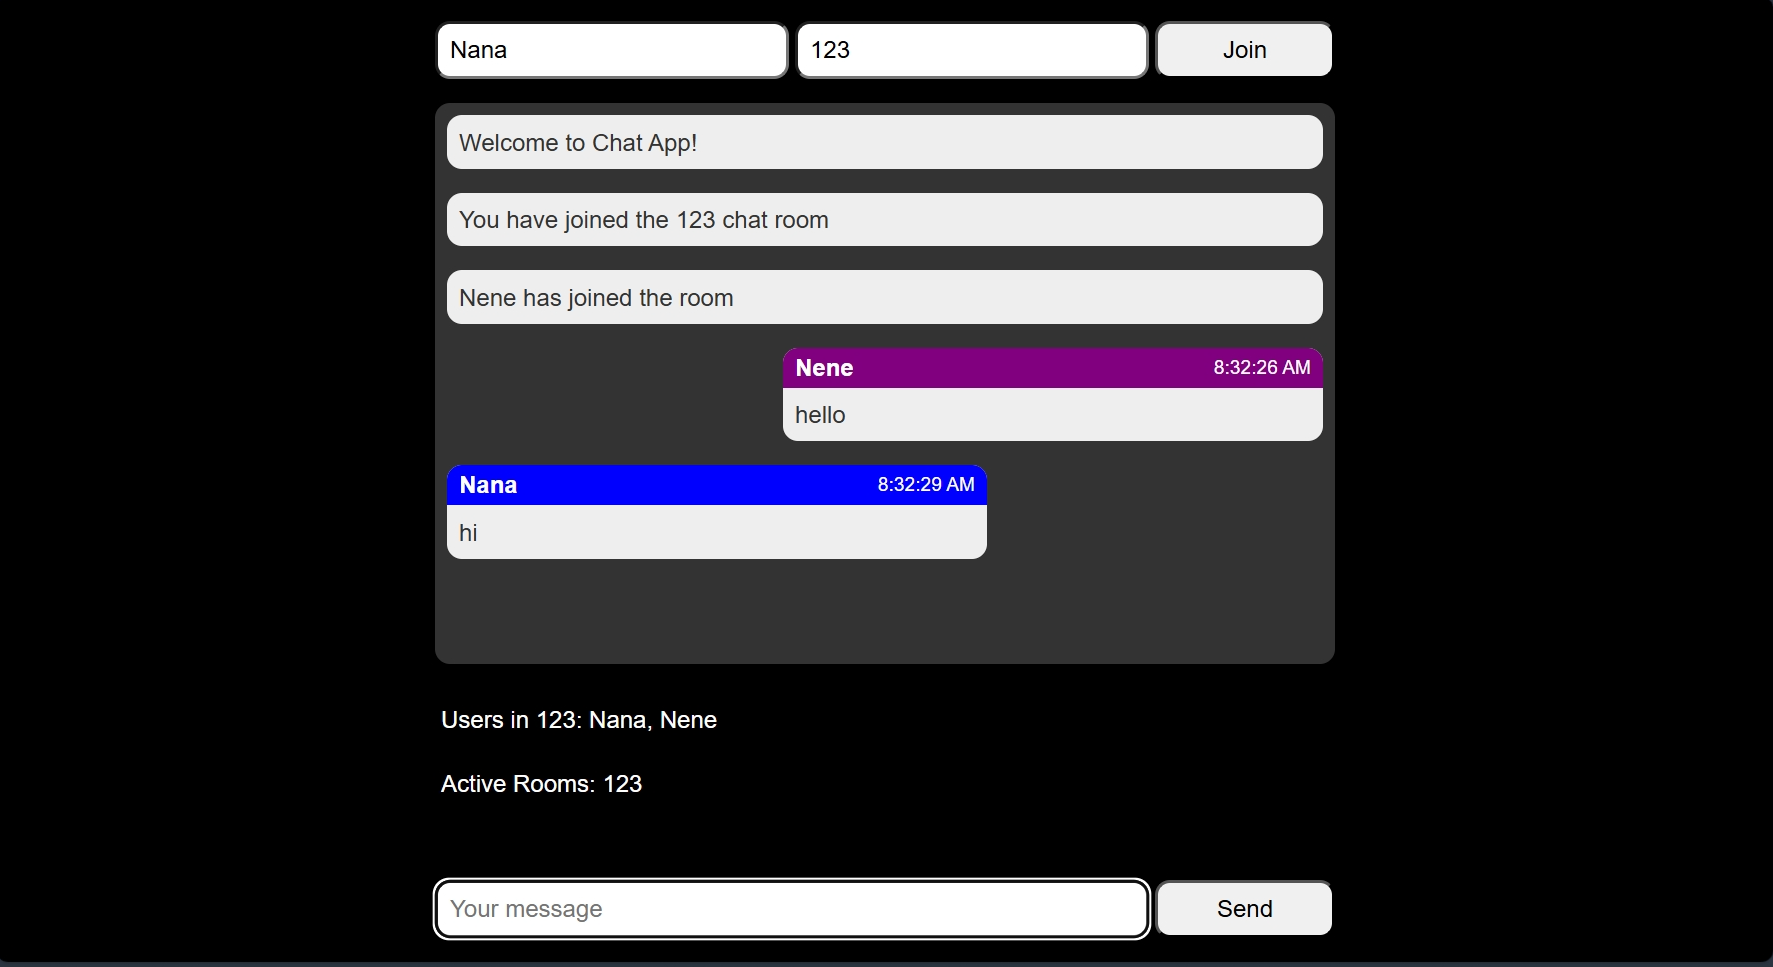 Nana 123 Join
Welcome to Chat App!
You have joined the 123 chat room
Nene has joined the room
Nene 8:32:26 AM
hello
Nana 8:32:29 AM
hi
Users in 123: Nana, Nene
Active Rooms: 123
Your message Send